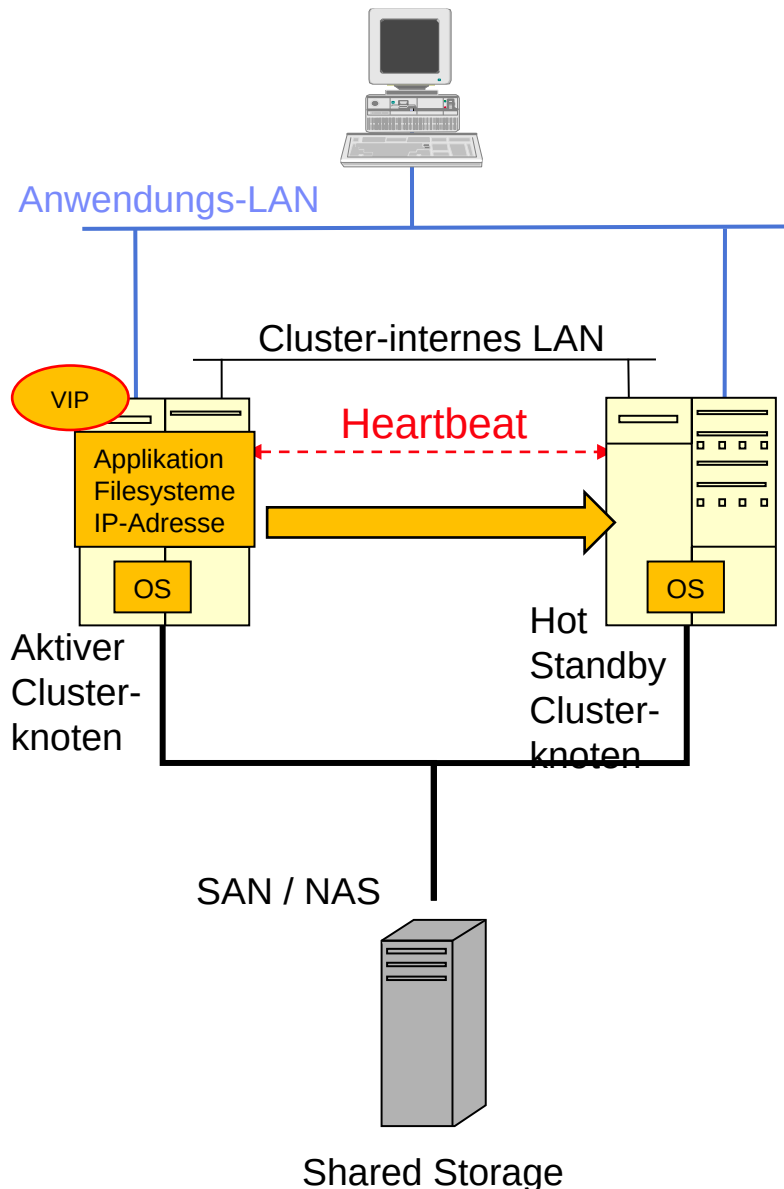 Anwendungs-LAN
Cluster-internes LAN
VIP
Heartbeat
Applikation
Filesysteme
IP-Adresse
OS
OS
Aktiver
Cluster-
knoten
Hot
Standby
Cluster-
knoten
SAN / NAS
Shared Storage